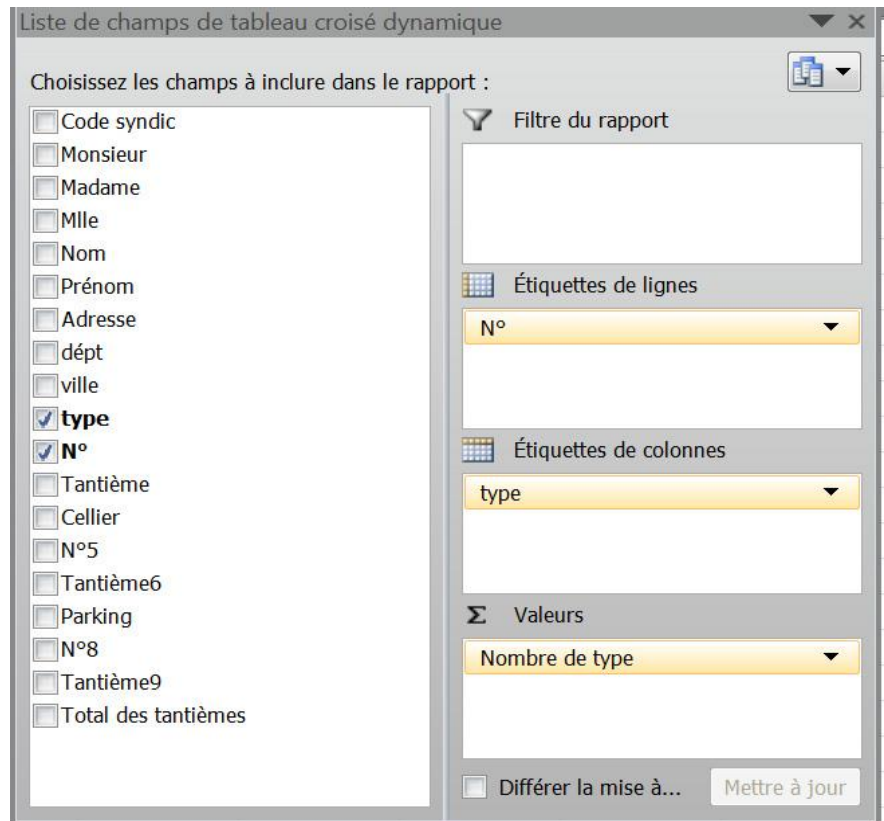 Liste de champs de tableau croisé dynamique
Choisissez les champs à inclure dans le rapport :
Code syndic
Monsieur
Madame
Mlle
Nom
Prénom
Adresse
dépt
ville
type
N°
Tantième
Cellier
N°5
Tantième6
Parking
N°8
Tantième9
Total des tantièmes
Filtre du rapport
Étiquettes de lignes
N°
Étiquettes de colonnes
type
Σ Valeurs
Nombre de type
Différer la mise à...
Mettre à jour